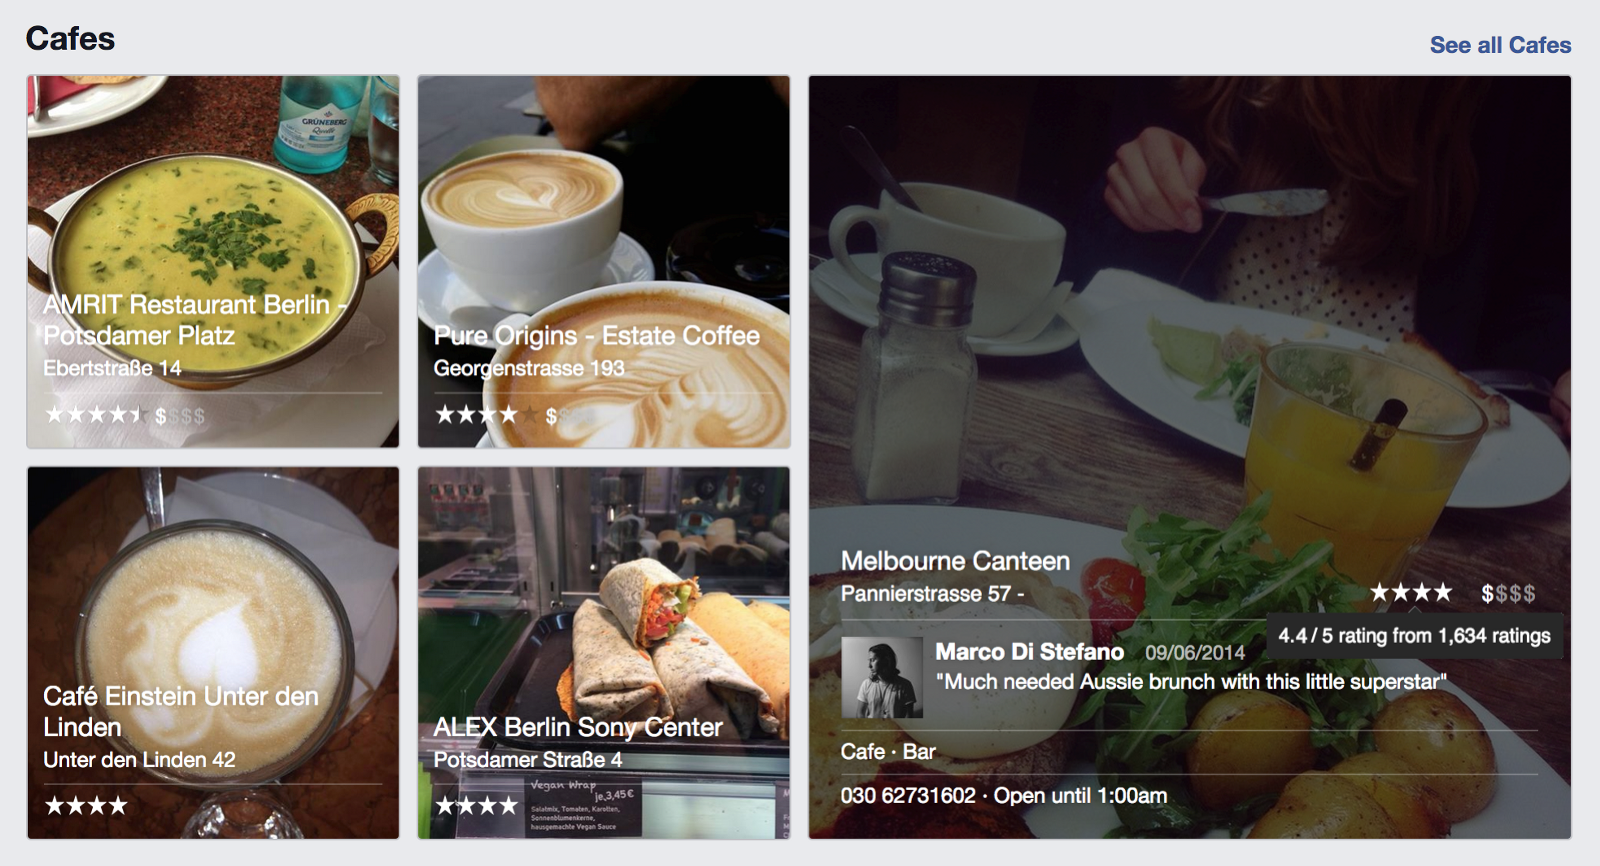 Cafes
See all Cafes
GRÜNEBERG
Quelle
AMRIT Restaurant Berlin -
Potsdamer Platz
Ebertstraße 14
★★★★⯨ $$$$
Pure Origins - Estate Coffee
Georgenstrasse 193
★★★★★ $$$$
Café Einstein Unter den
Linden
Unter den Linden 42
★★★★
ALEX Berlin Sony Center
Potsdamer Straße 4
★★★★
Vegan Wrap
je 3,45€
Salatmix, Tomaten, Karotten,
Sonnenblumenkerne,
hausgemachte Vegan Sauce
Melbourne Canteen
Pannierstrasse 57 -
★★★★ $$$$
4.4 / 5 rating from 1,634 ratings
Marco Di Stefano 09/06/2014
"Much needed Aussie brunch with this little superstar"
Cafe · Bar
030 62731602 · Open until 1:00am